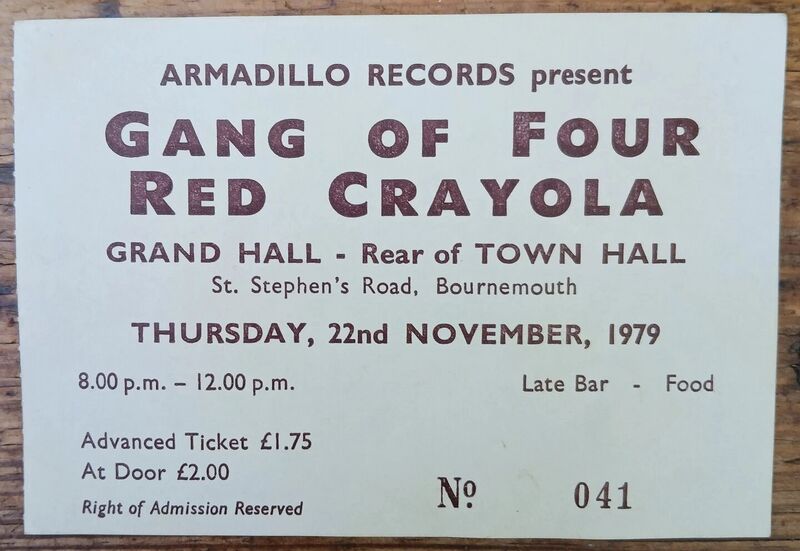 ARMADILLO RECORDS present
GANG OF FOUR
RED CRAYOLA
GRAND HALL - Rear of TOWN HALL
St. Stephen's Road, Bournemouth
THURSDAY, 22nd NOVEMBER, 1979
8.00 p.m. – 12.00 p.m. Late Bar - Food
Advanced Ticket £1.75
At Door £2.00
Right of Admission Reserved
Nº 041